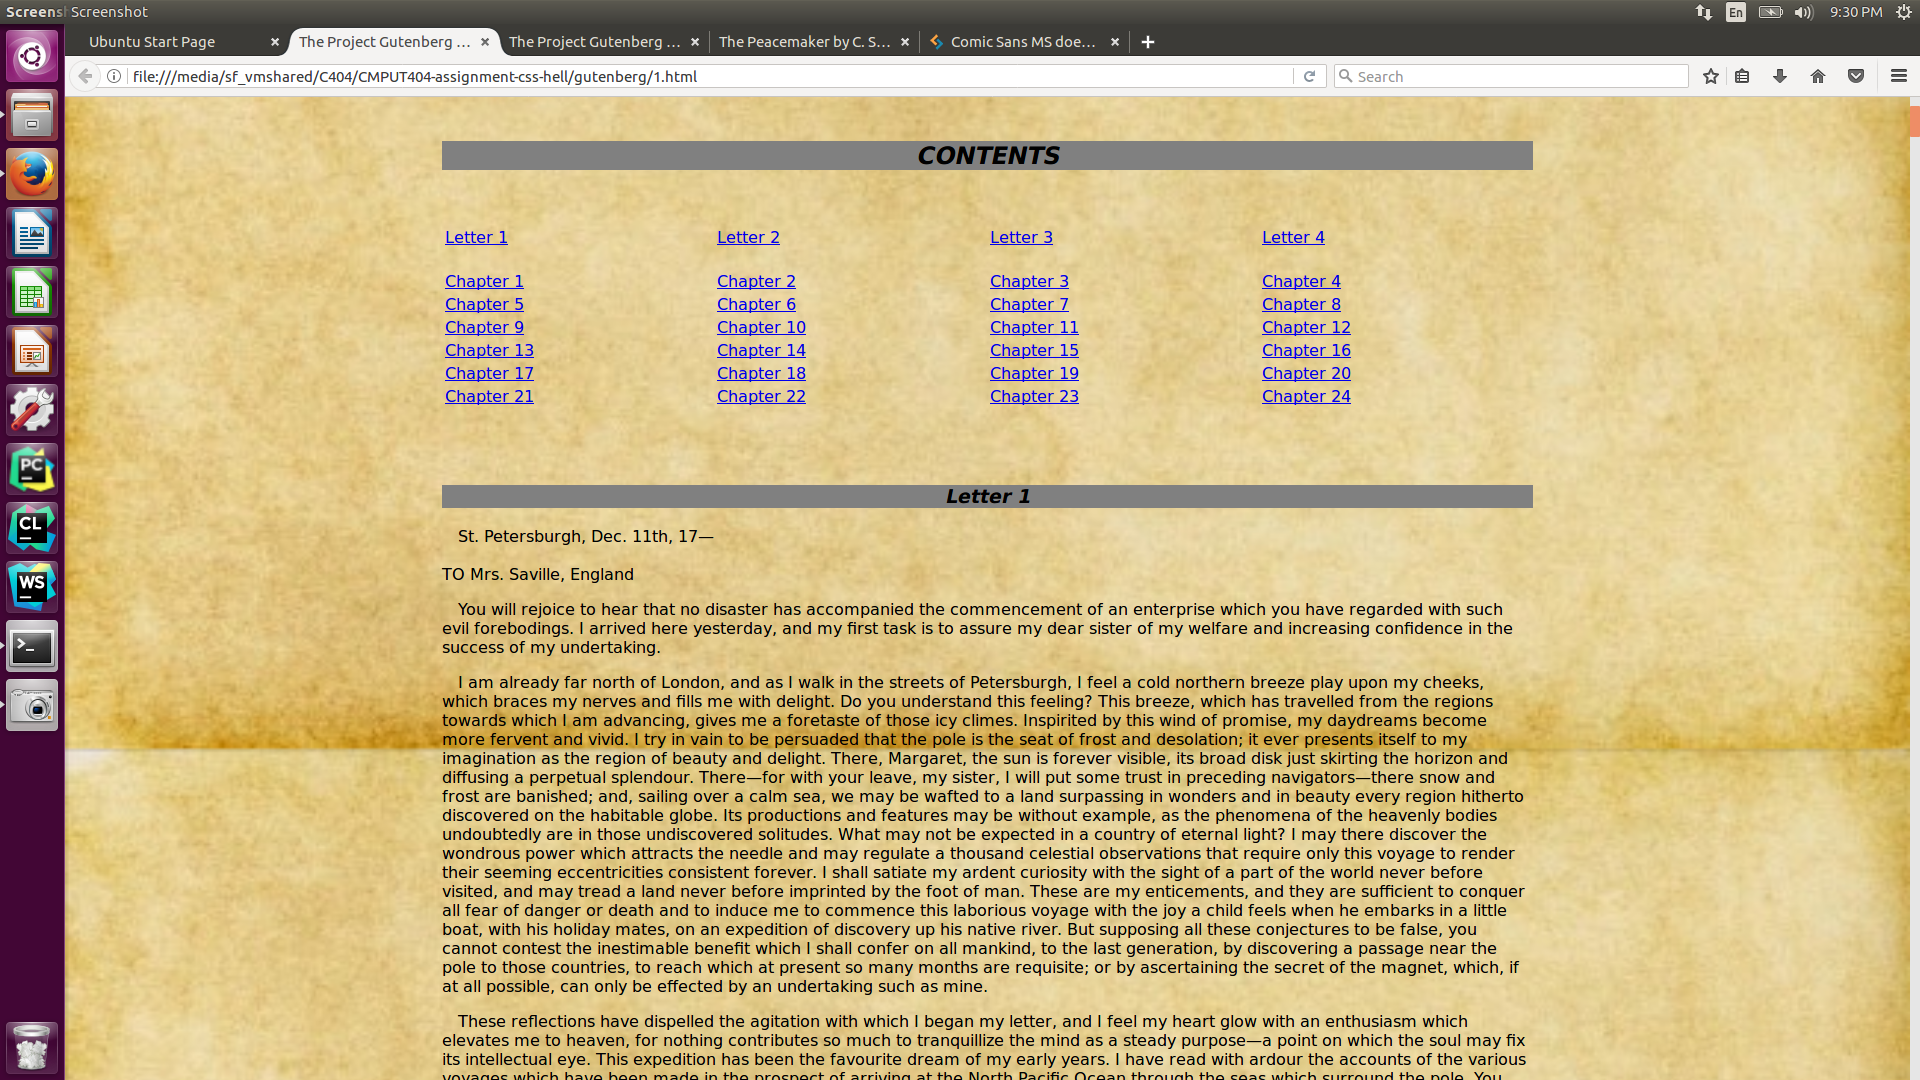 Screenshot
En
9:30 PM
Ubuntu Start Page
The Project Gutenberg ...
The Project Gutenberg ...
The Peacemaker by C. S...
Comic Sans MS doe...
file:///media/sf_vmshared/C404/CMPUT404-assignment-css-hell/gutenberg/1.html
Search
CONTENTS
Letter 1 Letter 2 Letter 3 Letter 4
Chapter 1 Chapter 2 Chapter 3 Chapter 4
Chapter 5 Chapter 6 Chapter 7 Chapter 8
Chapter 9 Chapter 10 Chapter 11 Chapter 12
Chapter 13 Chapter 14 Chapter 15 Chapter 16
Chapter 17 Chapter 18 Chapter 19 Chapter 20
Chapter 21 Chapter 22 Chapter 23 Chapter 24
PC
CL
WS
>_
Letter 1
St. Petersburgh, Dec. 11th, 17—
TO Mrs. Saville, England
You will rejoice to hear that no disaster has accompanied the commencement of an enterprise which you have regarded with such
evil forebodings. I arrived here yesterday, and my first task is to assure my dear sister of my welfare and increasing confidence in the
success of my undertaking.
I am already far north of London, and as I walk in the streets of Petersburgh, I feel a cold northern breeze play upon my cheeks,
which braces my nerves and fills me with delight. Do you understand this feeling? This breeze, which has travelled from the regions
towards which I am advancing, gives me a foretaste of those icy climes. Inspirited by this wind of promise, my daydreams become
more fervent and vivid. I try in vain to be persuaded that the pole is the seat of frost and desolation; it ever presents itself to my
imagination as the region of beauty and delight. There, Margaret, the sun is forever visible, its broad disk just skirting the horizon and
diffusing a perpetual splendour. There—for with your leave, my sister, I will put some trust in preceding navigators—there snow and
frost are banished; and, sailing over a calm sea, we may be wafted to a land surpassing in wonders and in beauty every region hitherto
discovered on the habitable globe. Its productions and features may be without example, as the phenomena of the heavenly bodies
undoubtedly are in those undiscovered solitudes. What may not be expected in a country of eternal light? I may there discover the
wondrous power which attracts the needle and may regulate a thousand celestial observations that require only this voyage to render
their seeming eccentricities consistent forever. I shall satiate my ardent curiosity with the sight of a part of the world never before
visited, and may tread a land never before imprinted by the foot of man. These are my enticements, and they are sufficient to conquer
all fear of danger or death and to induce me to commence this laborious voyage with the joy a child feels when he embarks in a little
boat, with his holiday mates, on an expedition of discovery up his native river. But supposing all these conjectures to be false, you
cannot contest the inestimable benefit which I shall confer on all mankind, to the last generation, by discovering a passage near the
pole to those countries, to reach which at present so many months are requisite; or by ascertaining the secret of the magnet, which, if
at all possible, can only be effected by an undertaking such as mine.
These reflections have dispelled the agitation with which I began my letter, and I feel my heart glow with an enthusiasm which
elevates me to heaven, for nothing contributes so much to tranquillize the mind as a steady purpose—a point on which the soul may fix
its intellectual eye. This expedition has been the favourite dream of my early years. I have read with ardour the accounts of the various
voyages which have been made in the prospect of arriving at the North Pacific Ocean through the seas which surround the pole. You